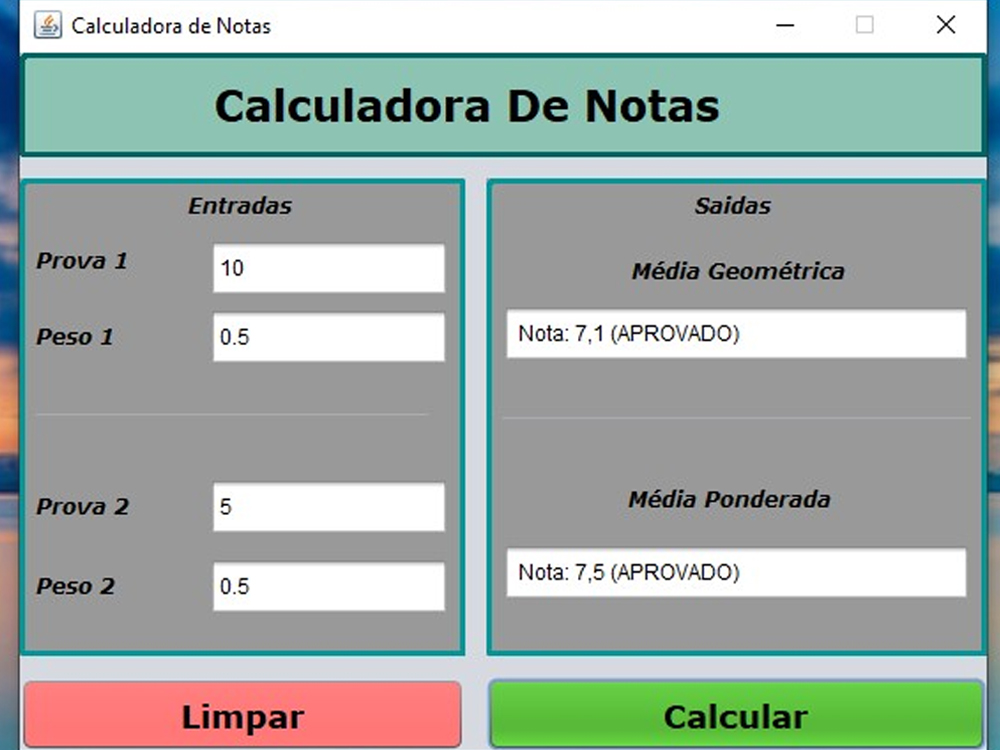 Calculadora de Notas
Calculadora De Notas
Entradas
Prova 1
10
Peso 1
0.5
Prova 2
5
Peso 2
0.5
Saidas
Média Geométrica
Nota: 7,1 (APROVADO)
Média Ponderada
Nota: 7,5 (APROVADO)
Limpar
Calcular